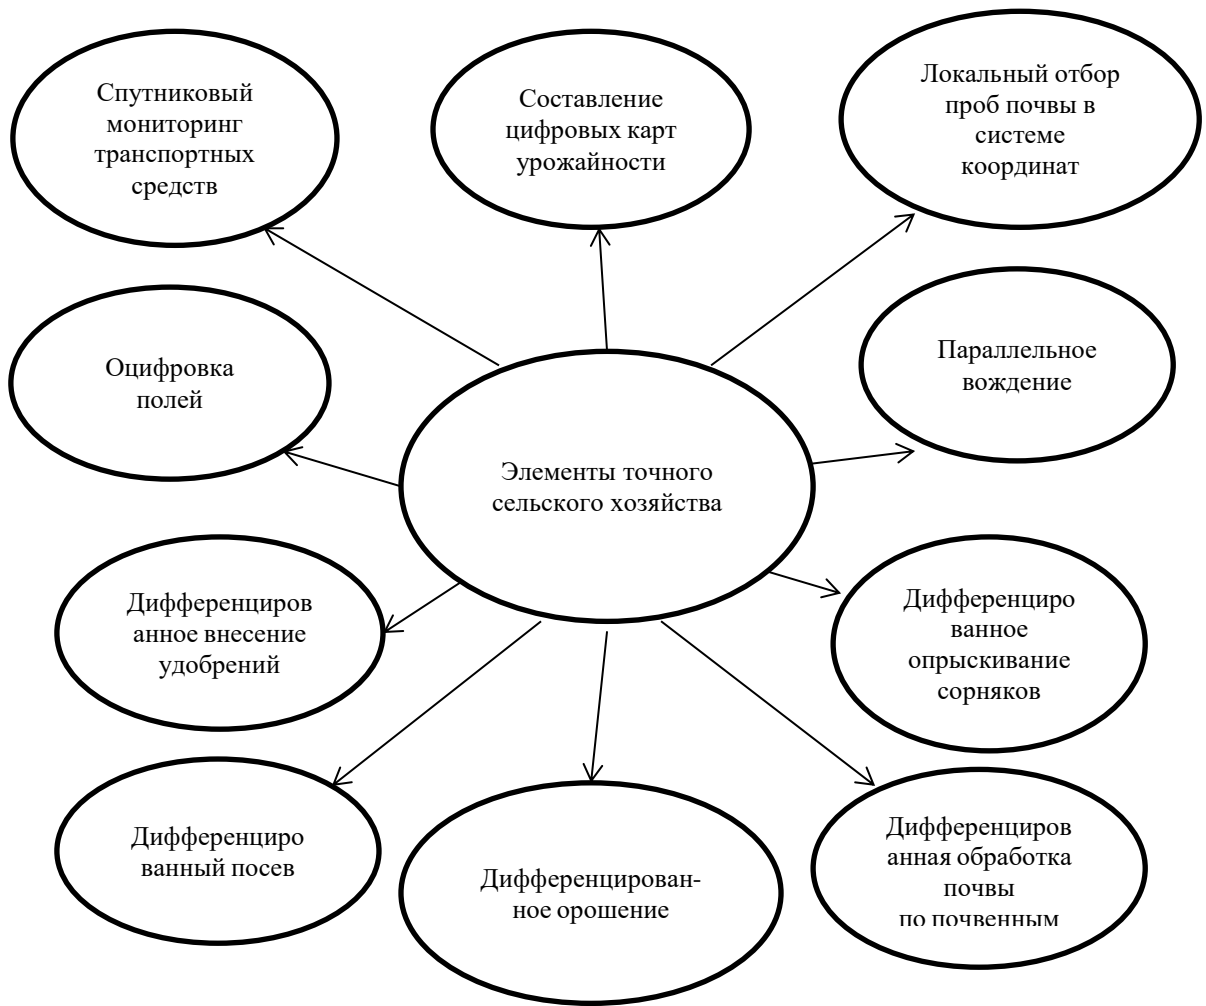 Спутниковый
мониторинг
транспортных
средств
Составление
цифровых карт
урожайности
Локальный отбор
проб почвы в
системе
координат
Оцифровка
полей
Параллельное
вождение
Элементы точного
сельского хозяйства
Дифференциров
анное внесение
удобрений
Дифференциро
ванное
опрыскивание
сорняков
Дифференциро
ванный посев
Дифференцирован-
ное орошение
Дифференциров
анная обработка
почвы
по почвенным